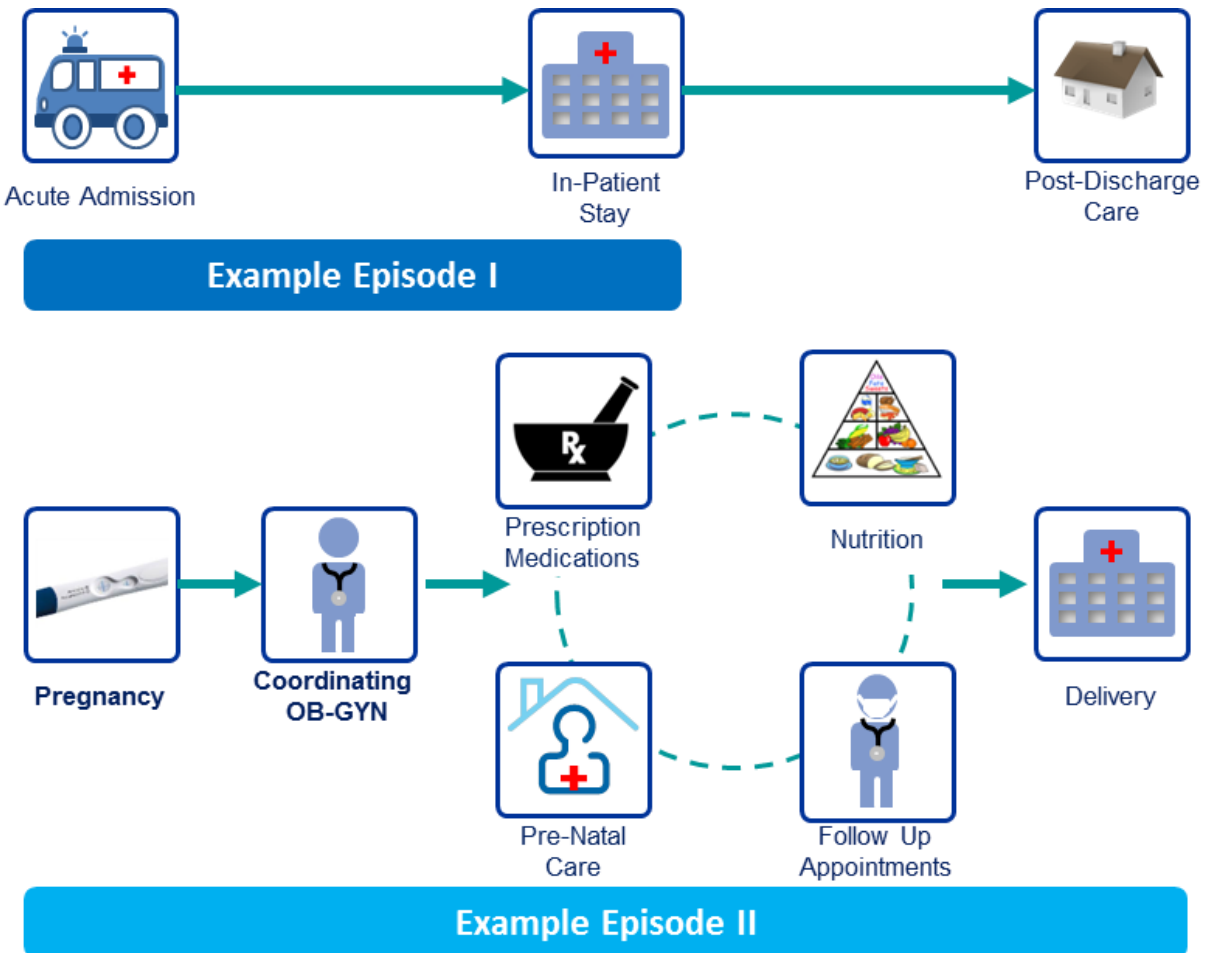 Acute Admission
In-Patient
Stay
Post-Discharge
Care
Example Episode I
Rx
Prescription
Medications
Nutrition
Pregnancy
Coordinating
OB-GYN
Delivery
Pre-Natal
Care
Follow Up
Appointments
Example Episode II